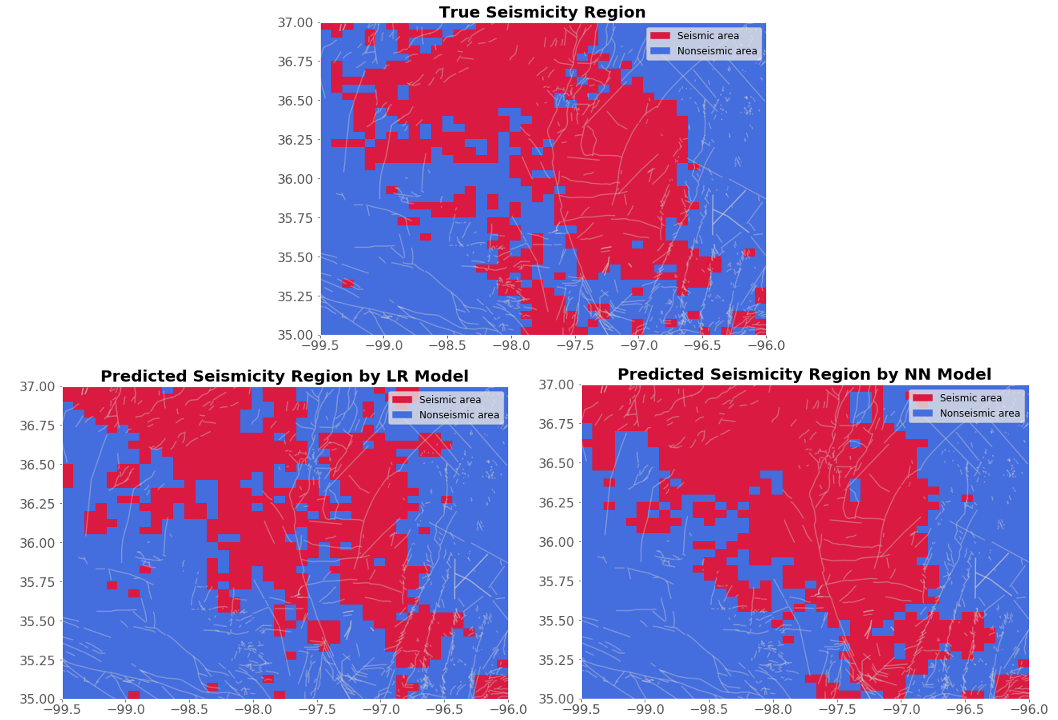 True Seismicity Region
Seismic area
Nonseismic area
37.00
36.75
36.50
36.25
36.00
35.75
35.50
35.25
35.00
−99.5 −99.0 −98.5 −98.0 −97.5 −97.0 −96.5 −96.0
Predicted Seismicity Region by LR Model
Seismic area
Nonseismic area
37.00
36.75
36.50
36.25
36.00
35.75
35.50
35.25
35.00
−99.5 −99.0 −98.5 −98.0 −97.5 −97.0 −96.5 −96.0
Predicted Seismicity Region by NN Model
Seismic area
Nonseismic area
37.00
36.75
36.50
36.25
36.00
35.75
35.50
35.25
35.00
−99.5 −99.0 −98.5 −98.0 −97.5 −97.0 −96.5 −96.0